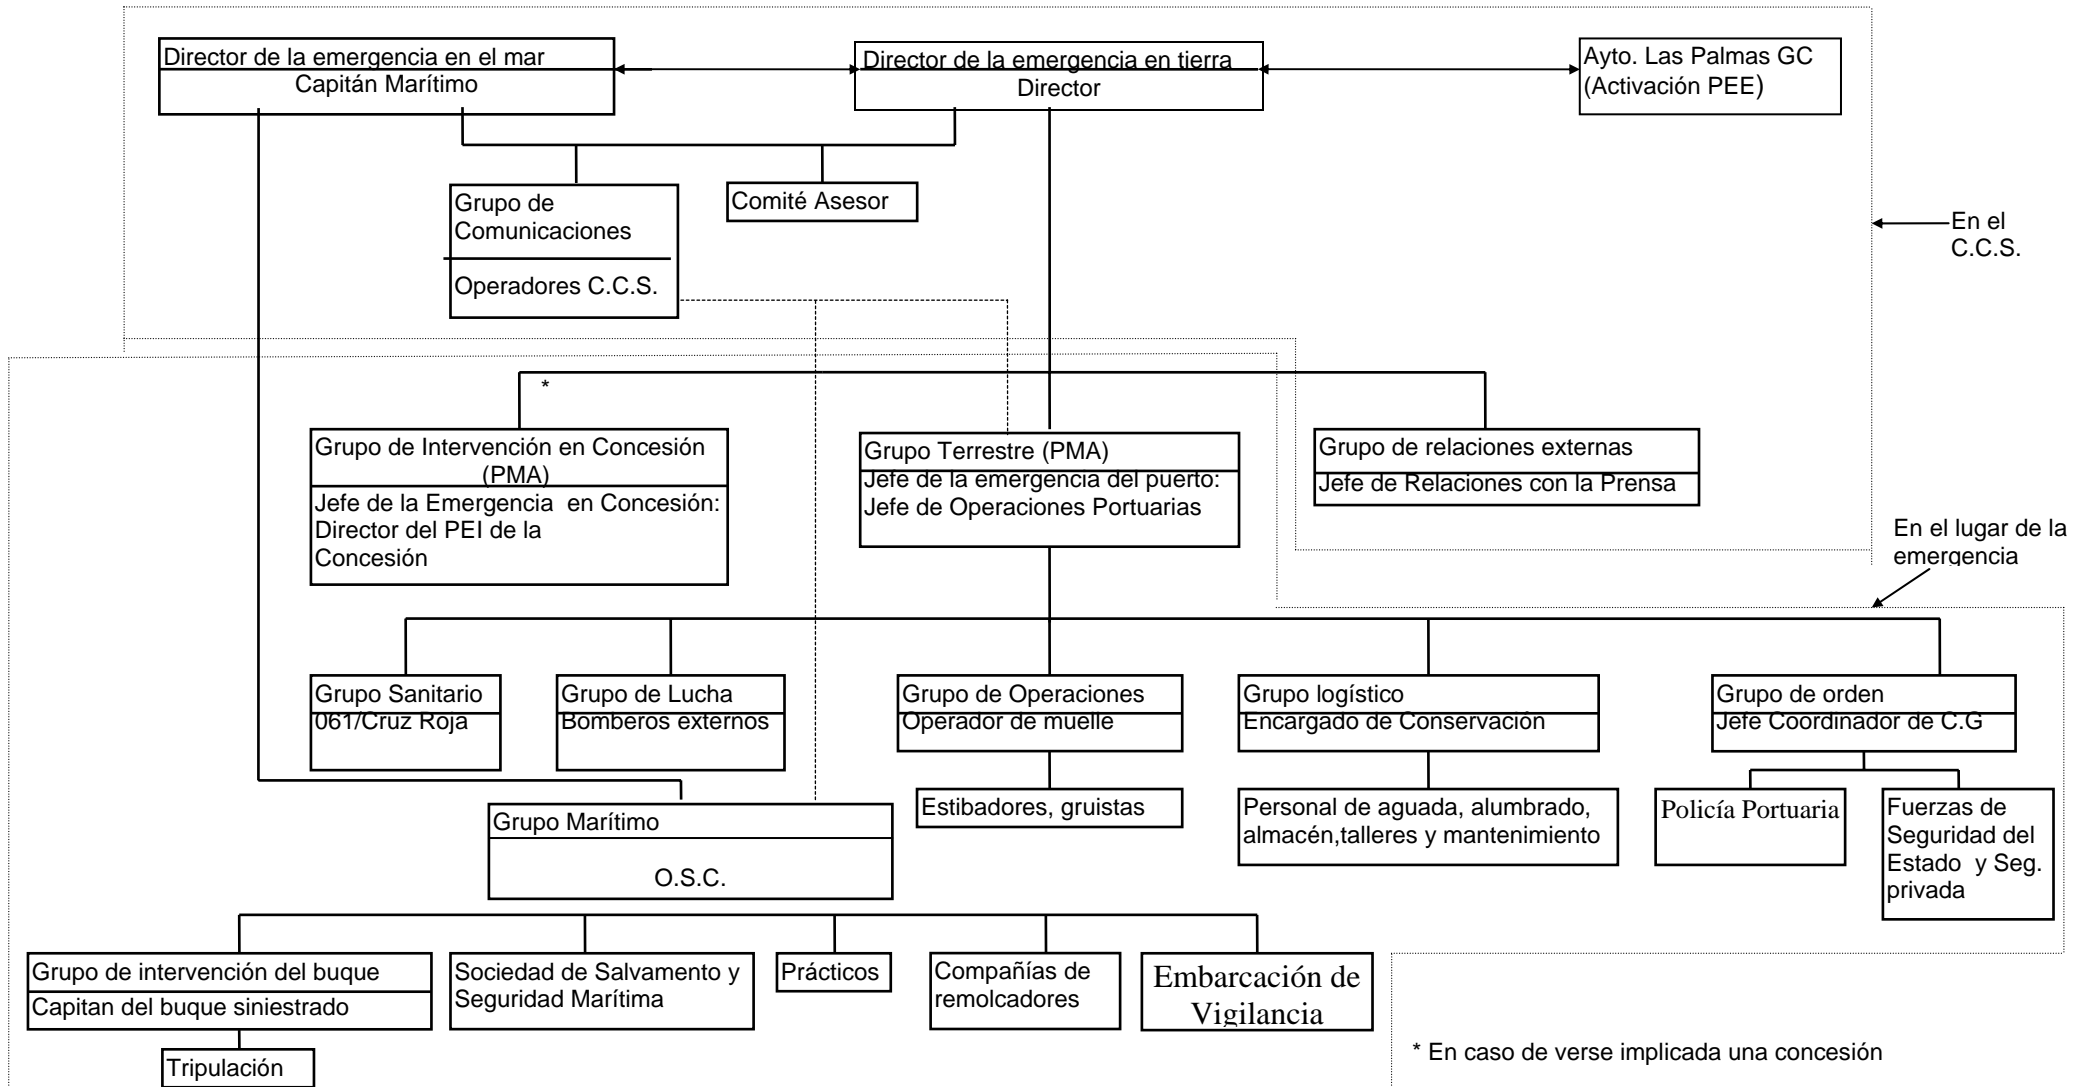 Director de la emergencia en el mar
Capitán Marítimo
Director de la emergencia en tierra
Director
Ayto. Las Palmas GC
(Activación PEE)
Grupo de
Comunicaciones
Operadores C.C.S.
Comité Asesor
En el
C.C.S.
*
Grupo de Intervención en Concesión
(PMA)
Jefe de la Emergencia en Concesión:
Director del PEI de la
Concesión
Grupo Terrestre (PMA)
Jefe de la emergencia del puerto:
Jefe de Operaciones Portuarias
Grupo de relaciones externas
Jefe de Relaciones con la Prensa
En el lugar de la
emergencia
Grupo Sanitario
061/Cruz Roja
Grupo de Lucha
Bomberos externos
Grupo de Operaciones
Operador de muelle
Grupo logístico
Encargado de Conservación
Grupo de orden
Jefe Coordinador de C.G
Estibadores, gruistas
Personal de aguada, alumbrado,
almacén,talleres y mantenimiento
Policía Portuaria
Fuerzas de
Seguridad del
Estado y Seg.
privada
Grupo Marítimo
O.S.C.
Grupo de intervención del buque
Capitan del buque siniestrado
Sociedad de Salvamento y
Seguridad Marítima
Prácticos
Compañías de
remolcadores
Embarcación de
Vigilancia
Tripulación
* En caso de verse implicada una concesión